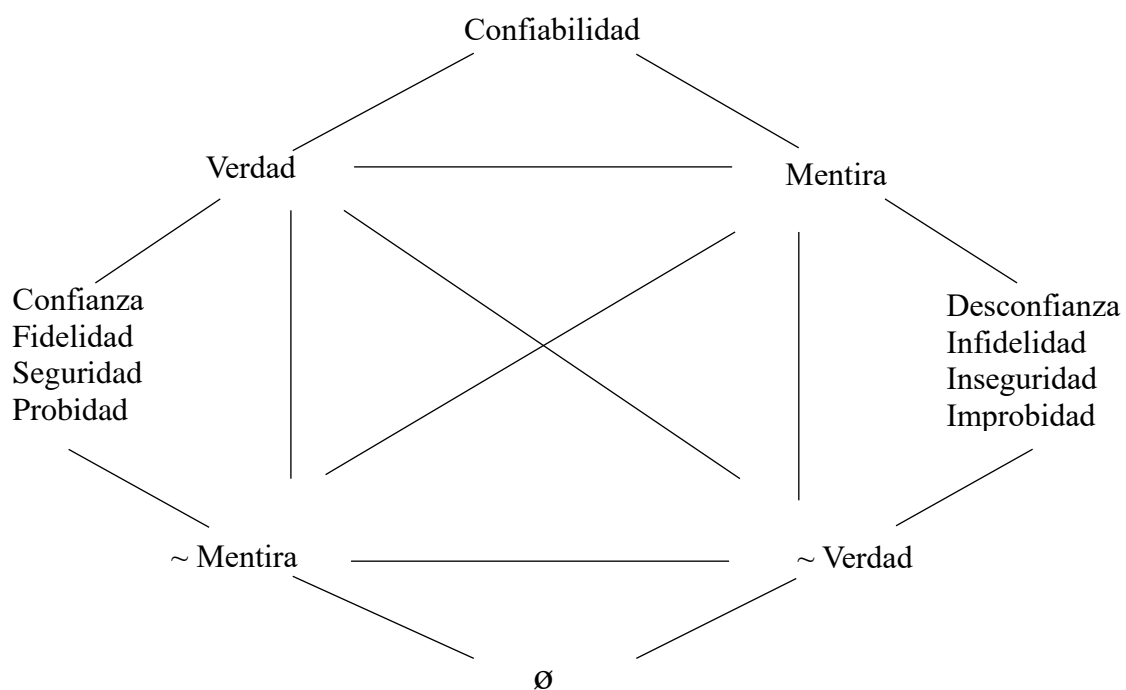 Confiabilidad
Verdad
Mentira
Confianza
Fidelidad
Seguridad
Probidad
Desconfianza
Infidelidad
Inseguridad
Improbidad
~ Mentira
~ Verdad
ø